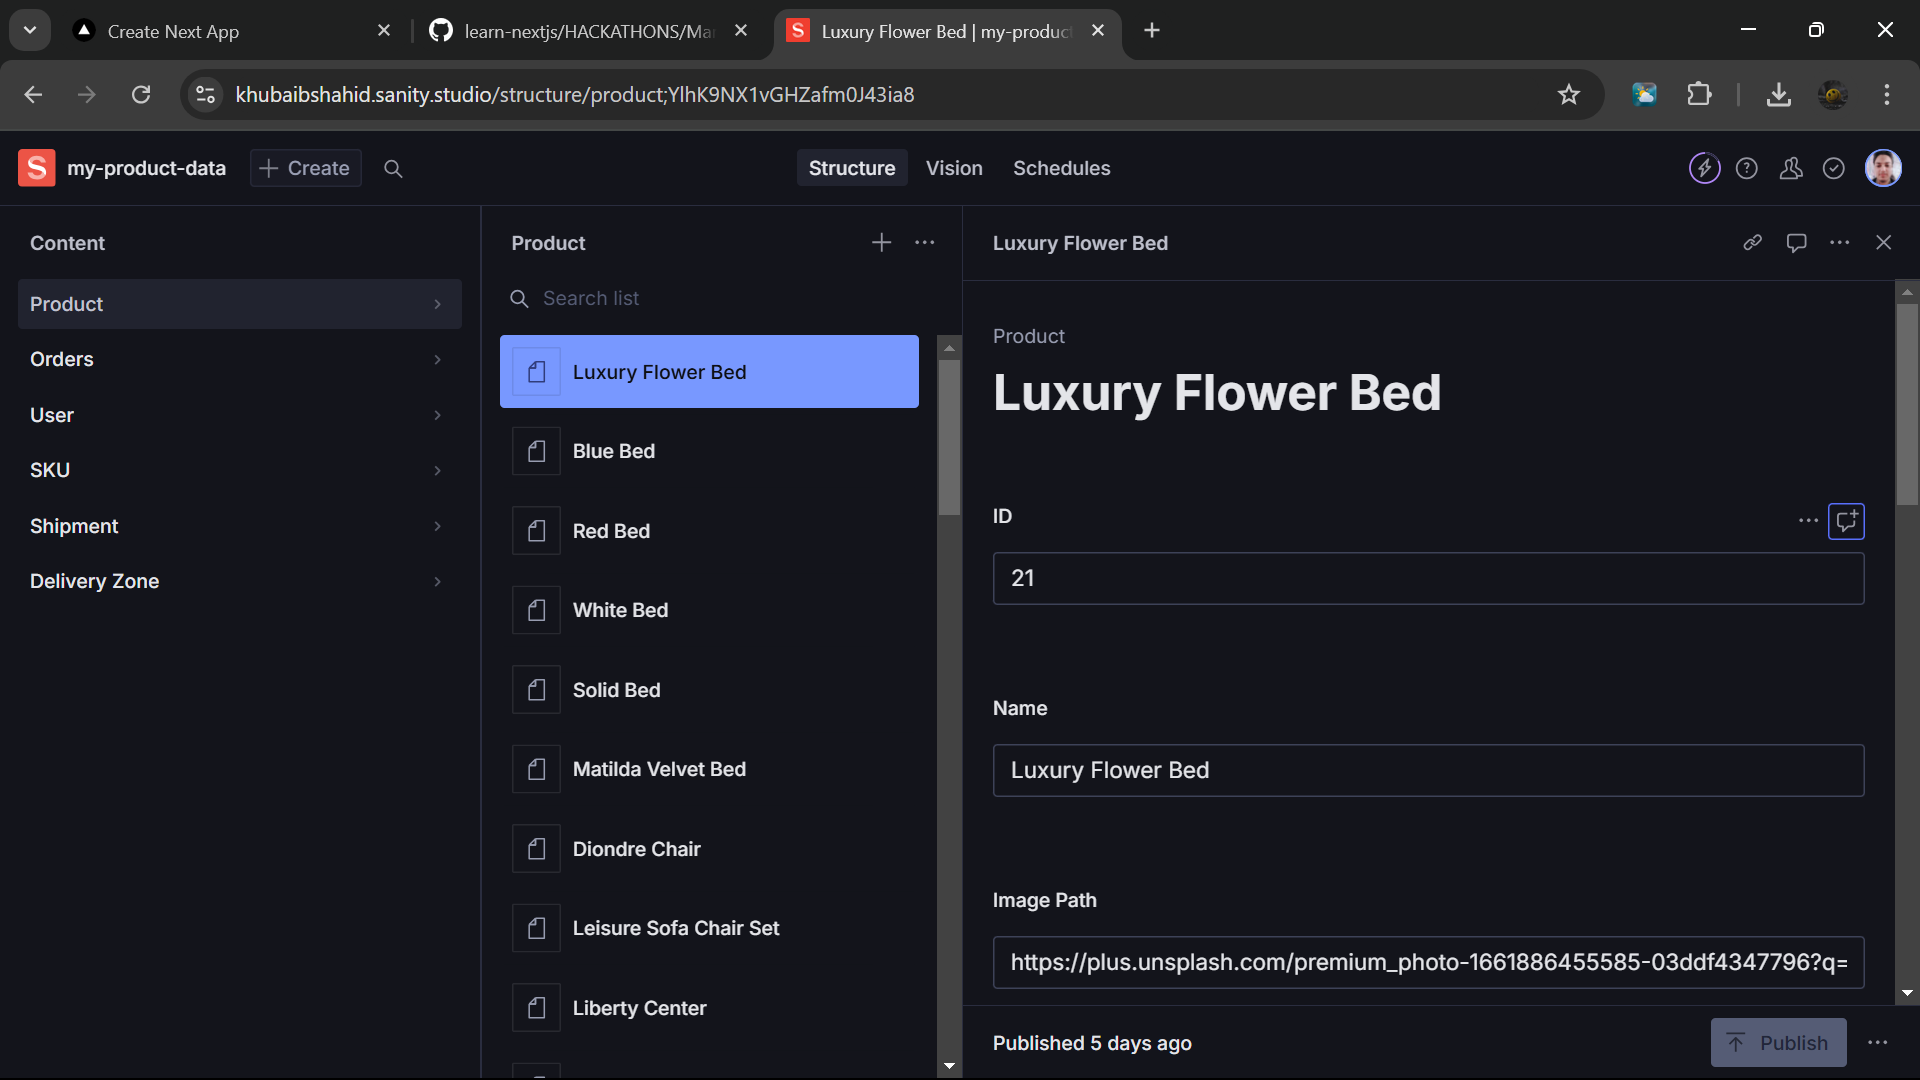 Create Next App
learn-nextjs/HACKATHONS/Ma
Luxury Flower Bed | my-produc
khubaibshahid.sanity.studio/structure/product;YlhK9NX1vGHZafm0J43ia8
S my-product-data
Create
Structure
Vision
Schedules
Content
Product
Orders
User
SKU
Shipment
Delivery Zone
Product
Search list
Luxury Flower Bed
Blue Bed
Red Bed
White Bed
Solid Bed
Matilda Velvet Bed
Diondre Chair
Leisure Sofa Chair Set
Liberty Center
Luxury Flower Bed
Product
Luxury Flower Bed
ID
21
Name
Luxury Flower Bed
Image Path
https://plus.unsplash.com/premium_photo-1661886455585-03ddf4347796?q=
Published 5 days ago
Publish